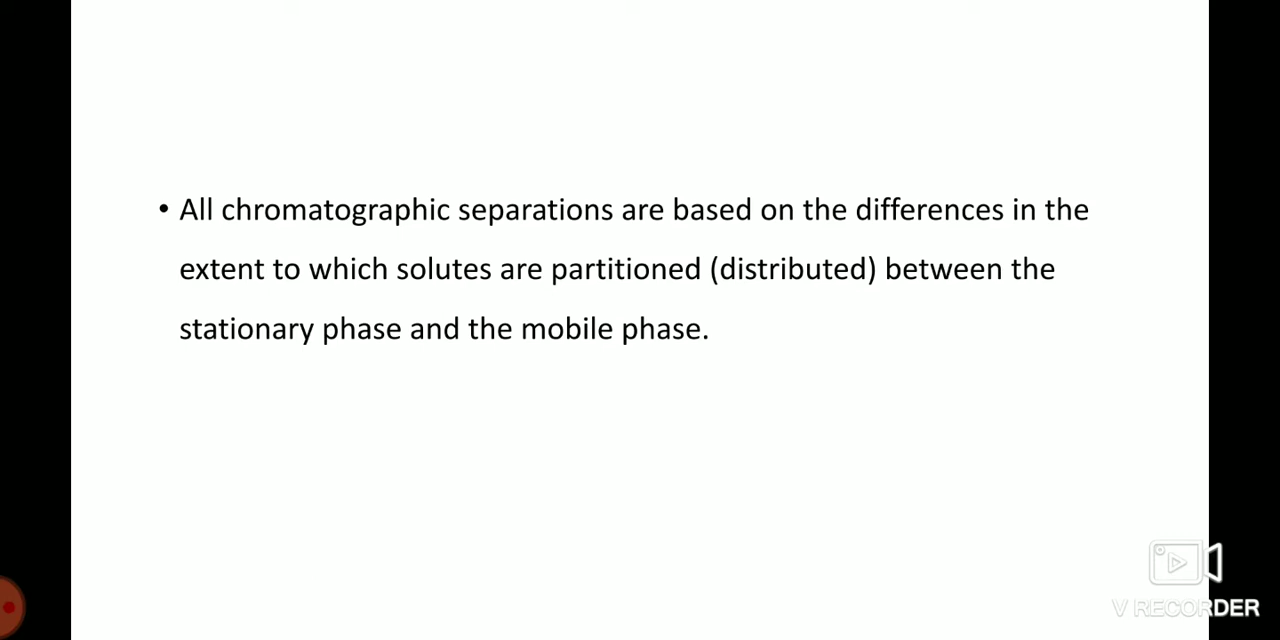 • All chromatographic separations are based on the differences in the
extent to which solutes are partitioned (distributed) between the
stationary phase and the mobile phase.
V RECORDER